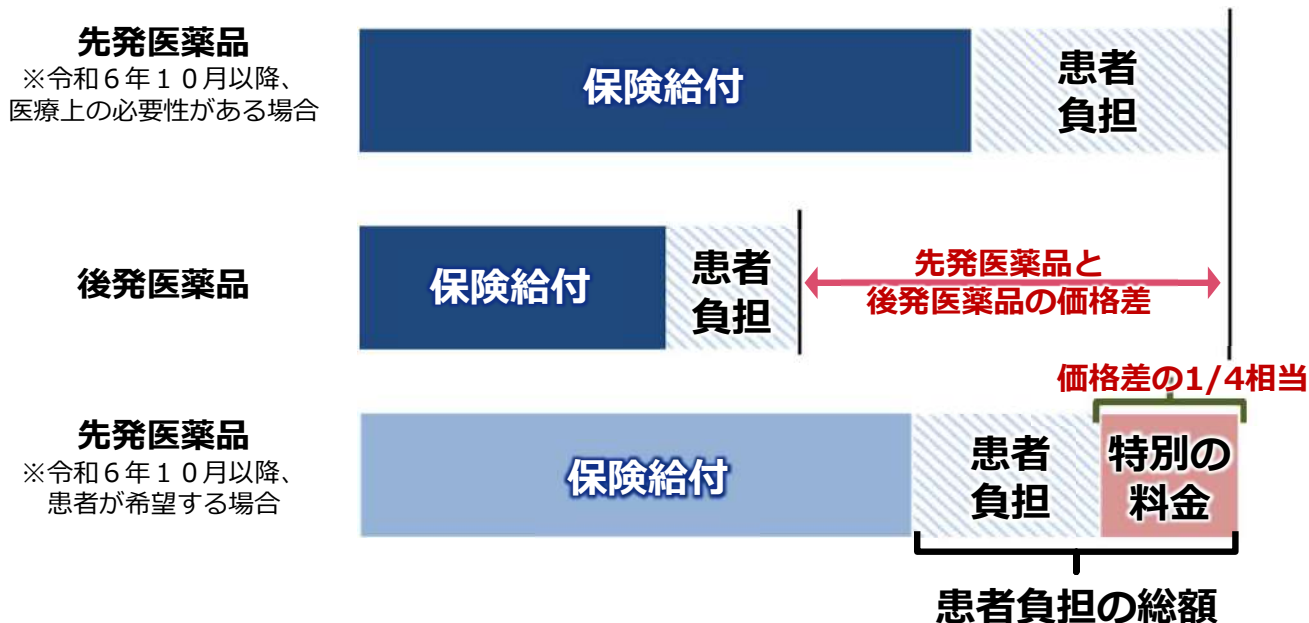 先発医薬品
※令和６年１０月以降、
医療上の必要性がある場合
保険給付
患者
負担
後発医薬品
保険給付
患者
負担
先発医薬品と
後発医薬品の価格差
価格差の1/4相当
先発医薬品
※令和６年１０月以降、
患者が希望する場合
保険給付
患者
負担
特別の
料金
患者負担の総額